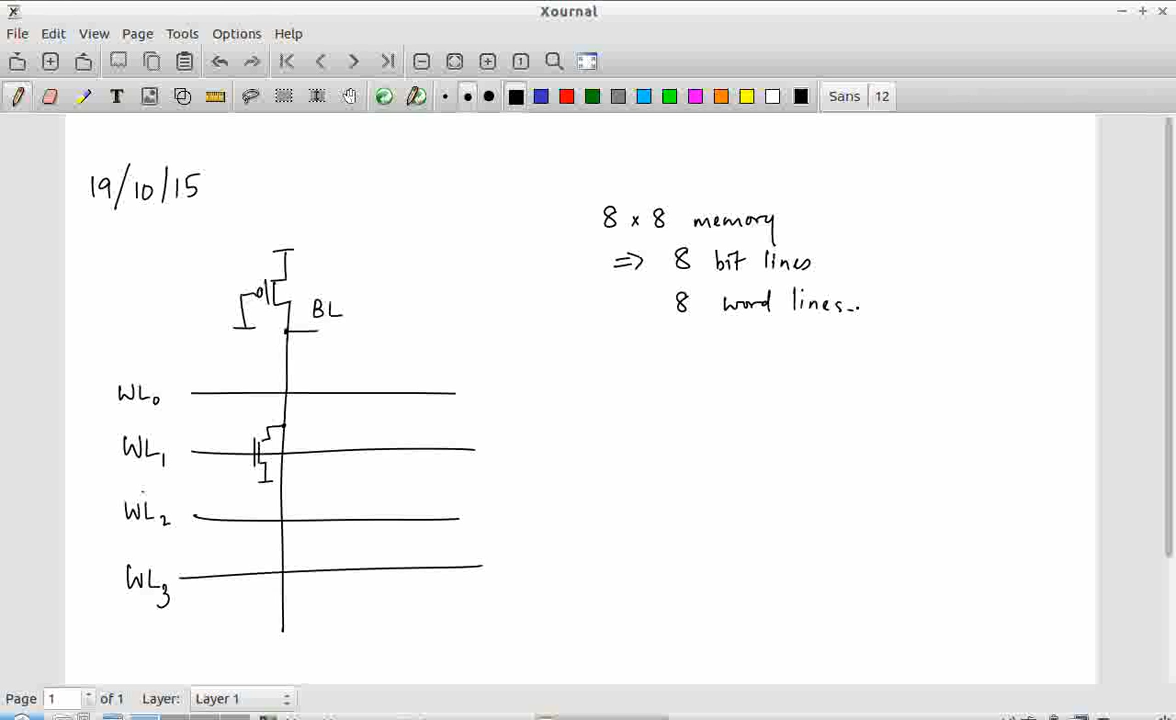 Xournal
File Edit View Page Tools Options Help
Sans 12
19/10/15
8 × 8 memory
⇒ 8 bit lines
8 word lines..
BL
WL0
WL1
WL2
WL3
Page 1 of 1 Layer: Layer 1